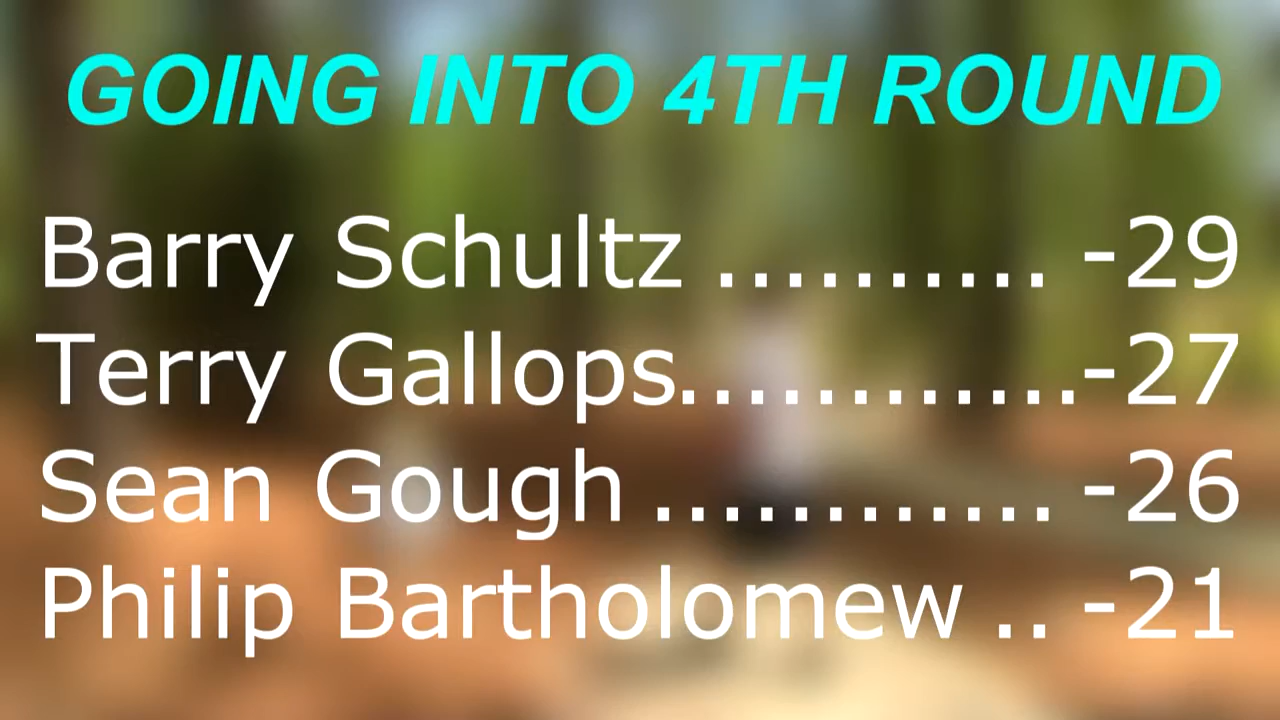 GOING INTO 4TH ROUND
Barry Schultz .......... -29
Terry Gallops............-27
Sean Gough ............ -26
Philip Bartholomew .. -21